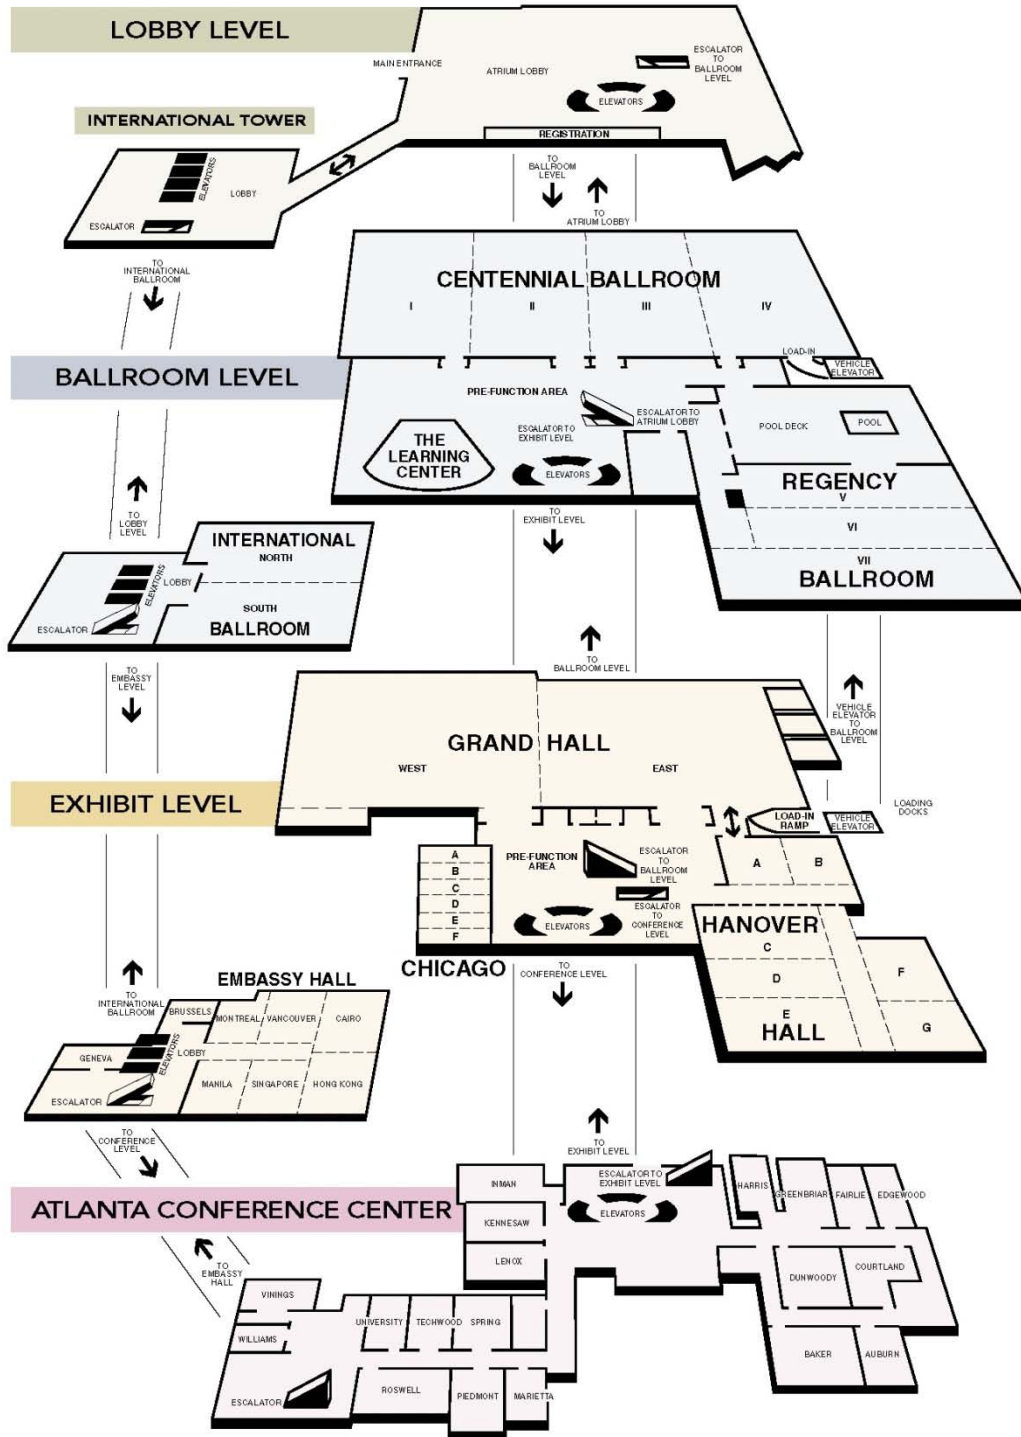 LOBBY LEVEL
MAIN ENTRANCE
ATRIUM LOBBY
ESCALATOR
TO
BALLROOM
LEVEL
ELEVATORS
REGISTRATION
INTERNATIONAL TOWER
ELEVATORS
LOBBY
ESCALATOR
TO
BALLROOM
LEVEL
TO
ATRIUM LOBBY
TO
INTERNATIONAL
BALLROOM
CENTENNIAL BALLROOM
I
II
III
IV
BALLROOM LEVEL
LOAD-IN
VEHICLE
ELEVATOR
PRE-FUNCTION AREA
ESCALATOR TO
ATRIUM LOBBY
ESCALATOR TO
EXHIBIT LEVEL
THE
LEARNING
CENTER
ELEVATORS
POOL DECK
POOL
REGENCY
V
VI
VII
BALLROOM
TO
LOBBY
LEVEL
TO
EXHIBIT LEVEL
INTERNATIONAL
NORTH
LOBBY
ELEVATORS
SOUTH
BALLROOM
ESCALATOR
TO
EMBASSY
LEVEL
TO
BALLROOM LEVEL
VEHICLE
ELEVATOR
TO
BALLROOM
LEVEL
GRAND HALL
WEST
EAST
EXHIBIT LEVEL
LOADING
DOCKS
LOAD-IN
RAMP
VEHICLE
ELEVATOR
A
B
C
D
E
F
CHICAGO
PRE-FUNCTION
AREA
ESCALATOR
TO
BALLROOM
LEVEL
ESCALATOR
TO
CONFERENCE
LEVEL
ELEVATORS
A
B
HANOVER
C
D
E
HALL
F
G
TO
CONFERENCE LEVEL
TO
INTERNATIONAL
BALLROOM
EMBASSY HALL
BRUSSELS
MONTREAL
VANCOUVER
CAIRO
GENEVA
ELEVATORS
LOBBY
MANILA
SINGAPORE
HONG KONG
ESCALATOR
TO
CONFERENCE
LEVEL
TO
EXHIBIT LEVEL
ATLANTA CONFERENCE CENTER
INMAN
KENNESAW
LENOX
ESCALATOR TO
EXHIBIT LEVEL
ELEVATORS
HARRIS
GREENBRIAR
FAIRLIE
EDGEWOOD
DUNWOODY
COURTLAND
BAKER
AUBURN
TO
EMBASSY
HALL
VININGS
WILLIAMS
UNIVERSITY
TECHWOOD
SPRING
ESCALATOR
ROSWELL
PIEDMONT
MARIETTA